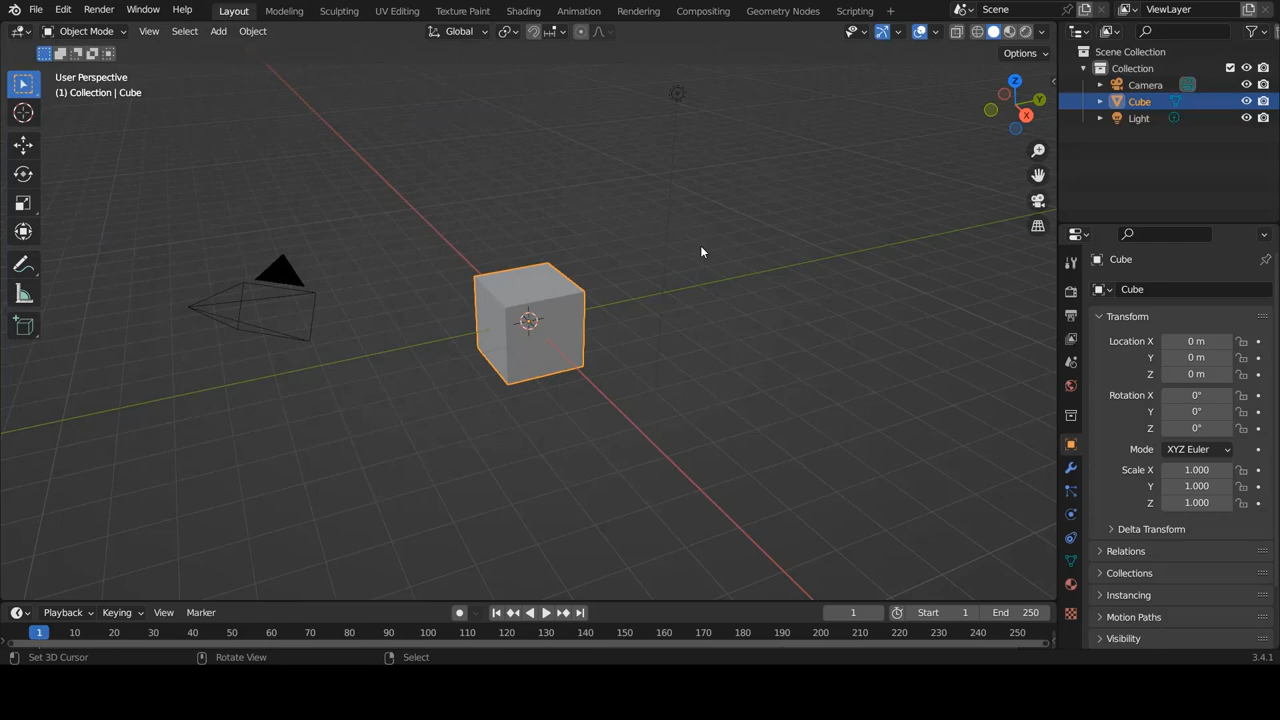 File Edit Render Window Help Layout Modeling Sculpting UV Editing Texture Paint Shading Animation Rendering Compositing Geometry Nodes Scripting + Scene ViewLayer
Object Mode View Select Add Object Global
Options
User Perspective
(1) Collection | Cube
Z
Y
X
Scene Collection
Collection
Camera
Cube
Light
Cube
Cube
Transform
Location X 0 m
Y 0 m
Z 0 m
Rotation X 0°
Y 0°
Z 0°
Mode XYZ Euler
Scale X 1.000
Y 1.000
Z 1.000
Delta Transform
Relations
Collections
Instancing
Motion Paths
Visibility
Playback Keying View Marker 1 Start 1 End 250
1 10 20 30 40 50 60 70 80 90 100 110 120 130 140 150 160 170 180 190 200 210 220 230 240 250
Set 3D Cursor Rotate View Select 3.4.1